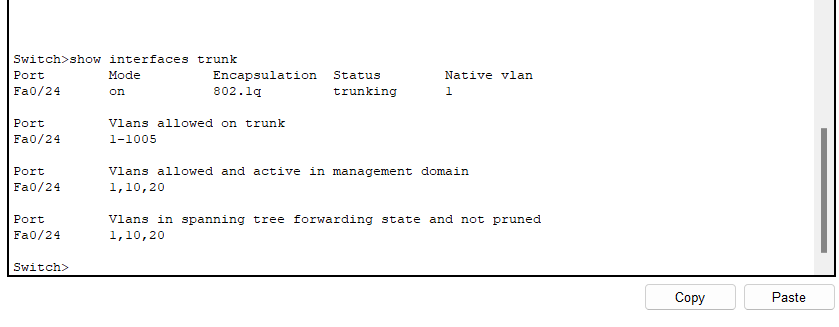 Switch>show interfaces trunk
Port        Mode         Encapsulation  Status        Native vlan
Fa0/24      on           802.1q         trunking      1
Port        Vlans allowed on trunk
Fa0/24      1-1005
Port        Vlans allowed and active in management domain
Fa0/24      1,10,20
Port        Vlans in spanning tree forwarding state and not pruned
Fa0/24      1,10,20
Switch>
Copy Paste